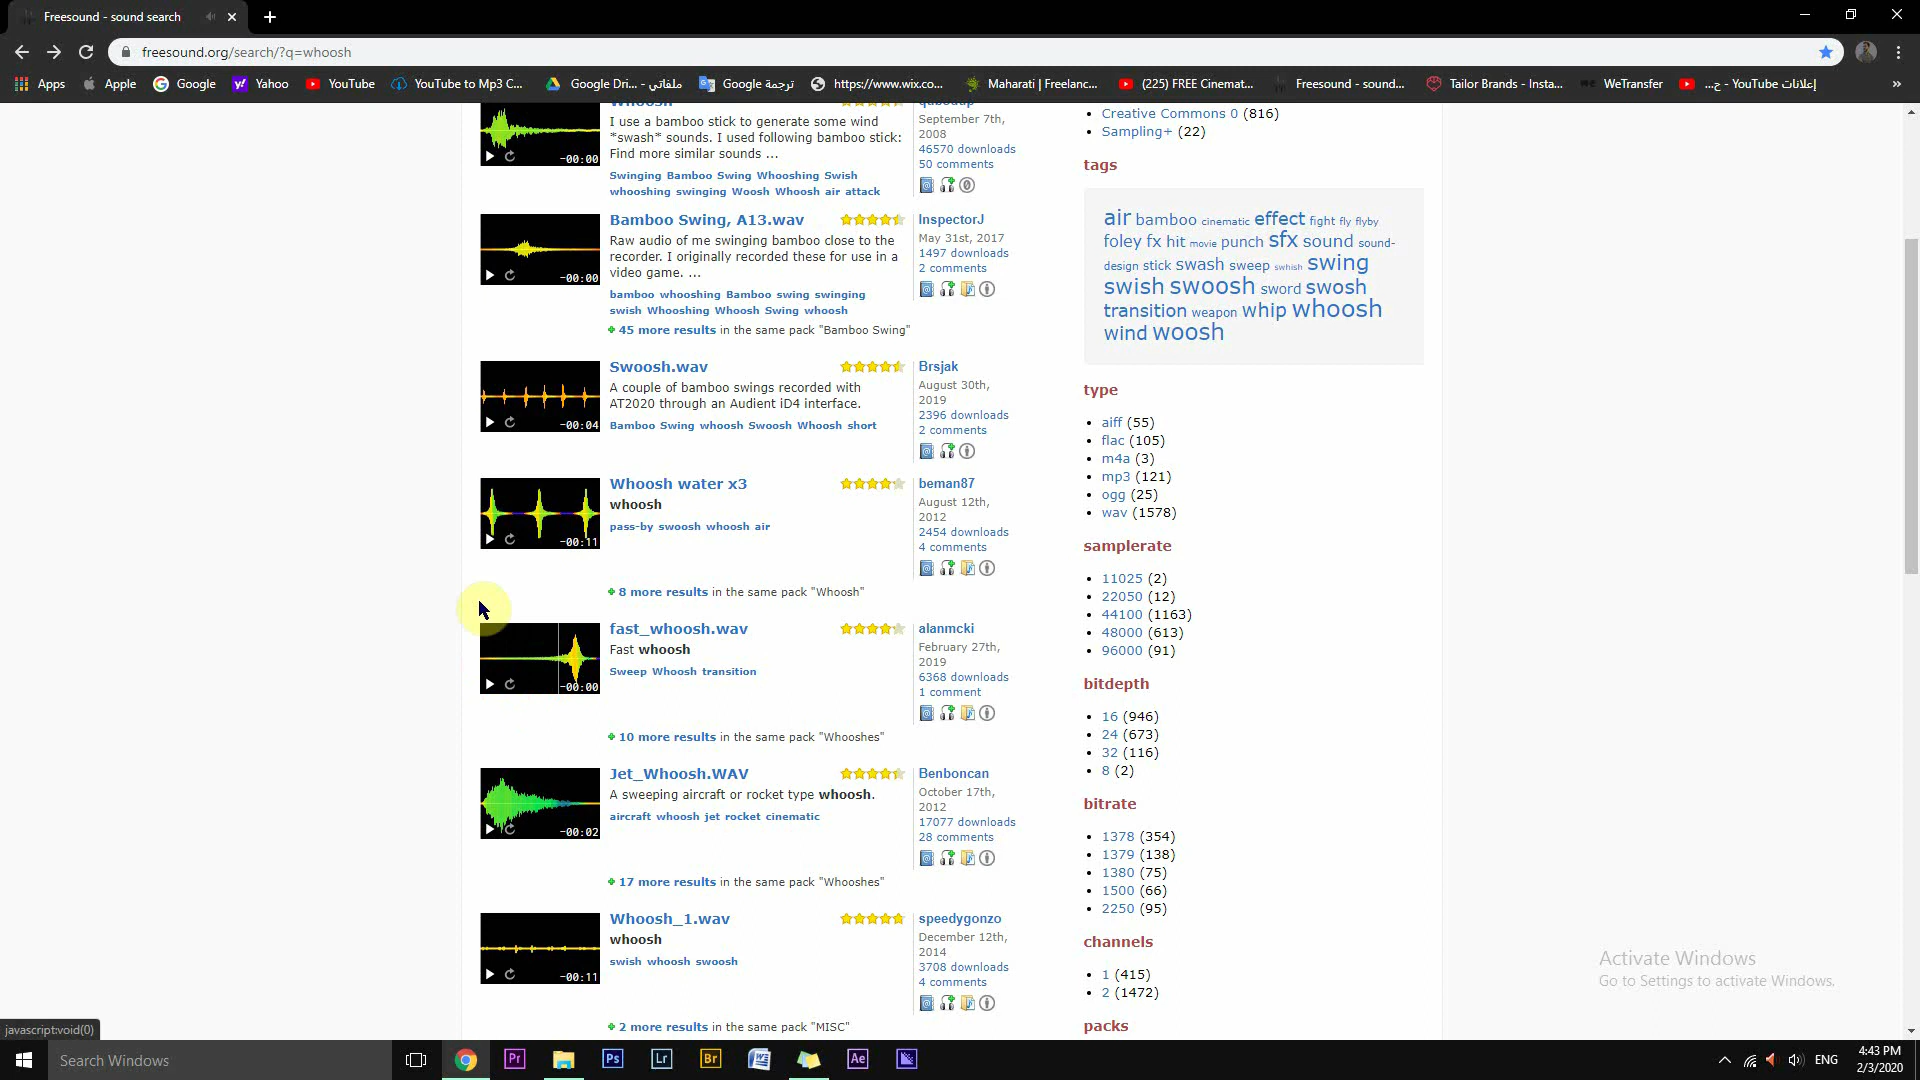 Freesound - sound search
freesound.org/search/?q=whoosh
Apps
Apple
Google
Yahoo
YouTube
YouTube to Mp3 C...
Google Dri... - ملفاتي
Google ترجمة
https://www.wix.co...
Maharati | Freelanc...
(225) FREE Cinemat...
Freesound - sound...
Tailor Brands - Insta...
WeTransfer
إعلانات YouTube - ح...
»
Whoosh
I use a bamboo stick to generate some wind
*swash* sounds. I used following bamboo stick:
Find more similar sounds ...
Swinging Bamboo Swing Whooshing Swish
whooshing swinging Woosh Whoosh air attack
-00:00
qubodup
September 7th,
2008
46570 downloads
50 comments
Bamboo Swing, A13.wav
Raw audio of me swinging bamboo close to the
recorder. I originally recorded these for use in a
video game. ...
bamboo whooshing Bamboo swing swinging
swish Whooshing Whoosh Swing whoosh
45 more results in the same pack "Bamboo Swing"
-00:00
InspectorJ
May 31st, 2017
1497 downloads
2 comments
Swoosh.wav
A couple of bamboo swings recorded with
AT2020 through an Audient iD4 interface.
Bamboo Swing whoosh Swoosh Whoosh short
-00:04
Brsjak
August 30th,
2019
2396 downloads
2 comments
Whoosh water x3
whoosh
pass-by swoosh whoosh air
-00:11
8 more results in the same pack "Whoosh"
beman87
August 12th,
2012
2454 downloads
4 comments
fast_whoosh.wav
Fast whoosh
Sweep Whoosh transition
-00:00
10 more results in the same pack "Whooshes"
alanmcki
February 27th,
2019
6368 downloads
1 comment
Jet_Whoosh.WAV
A sweeping aircraft or rocket type whoosh.
aircraft whoosh jet rocket cinematic
-00:02
17 more results in the same pack "Whooshes"
Benboncan
October 17th,
2012
17077 downloads
28 comments
Whoosh_1.wav
whoosh
swish whoosh swoosh
-00:11
2 more results in the same pack "MISC"
speedygonzo
December 12th,
2014
3708 downloads
4 comments
Creative Commons 0 (816)
Sampling+ (22)
tags
air bamboo cinematic effect fight fly flyby
foley fx hit movie punch sfx sound sound-
design stick swash sweep swhish swing
swish swoosh sword swosh
transition weapon whip whoosh
wind woosh
type
aiff (55)
flac (105)
m4a (3)
mp3 (121)
ogg (25)
wav (1578)
samplerate
11025 (2)
22050 (12)
44100 (1163)
48000 (613)
96000 (91)
bitdepth
16 (946)
24 (673)
32 (116)
8 (2)
bitrate
1378 (354)
1379 (138)
1380 (75)
1500 (66)
2250 (95)
channels
1 (415)
2 (1472)
packs
Activate Windows
Go to Settings to activate Windows.
javascript:void(0)
Search Windows
Pr
Ps
Lr
Br
Ae
ENG
4:43 PM
2/3/2020